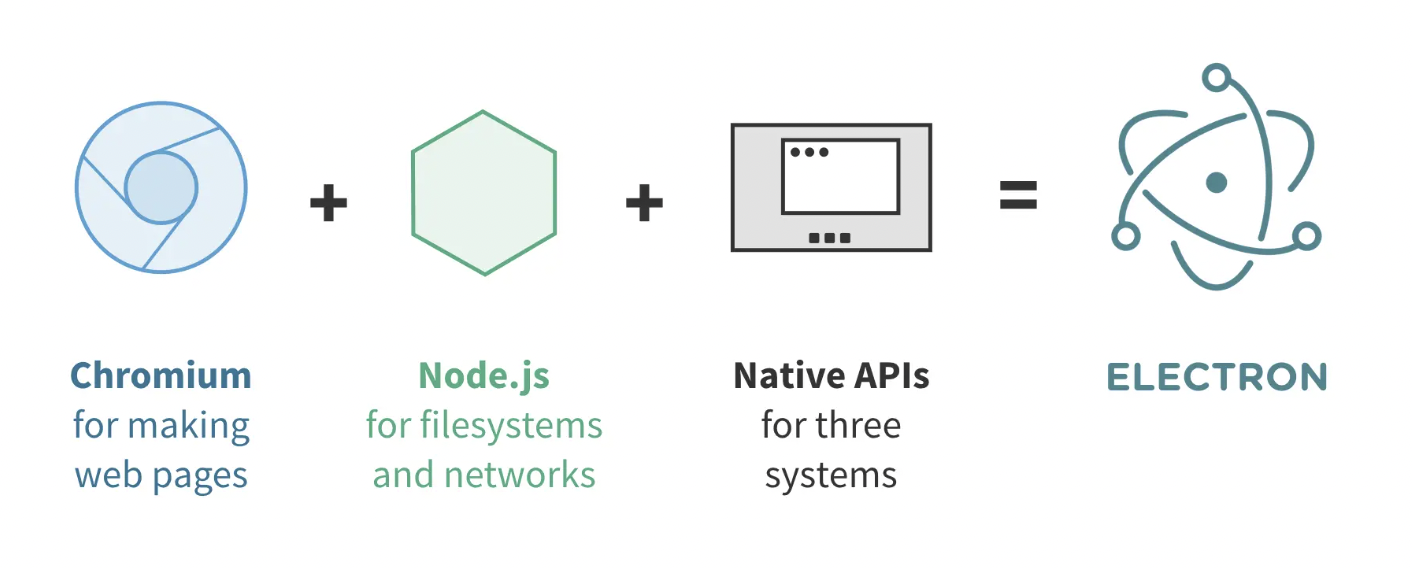 +
+
=
Chromium
for making
web pages
Node.js
for filesystems
and networks
Native APIs
for three
systems
ELECTRON